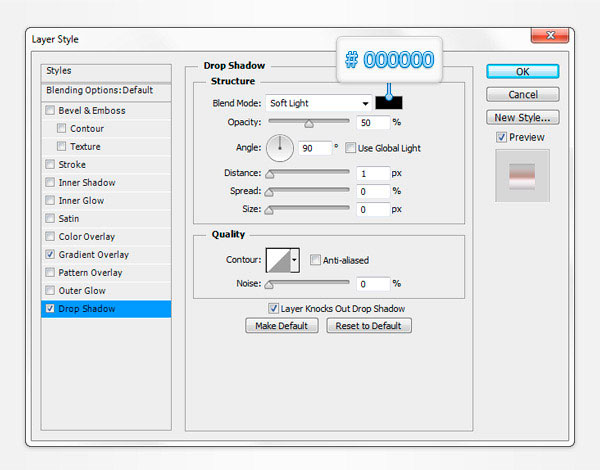 Layer Style
# 000000
Styles
Blending Options:Default
Bevel & Emboss
Contour
Texture
Stroke
Inner Shadow
Inner Glow
Satin
Color Overlay
Gradient Overlay
Pattern Overlay
Outer Glow
Drop Shadow
Drop Shadow
Structure
Blend Mode: Soft Light
Opacity: 50 %
Angle: 90 ° Use Global Light
Distance: 1 px
Spread: 0 %
Size: 0 px
Quality
Contour: Anti-aliased
Noise: 0 %
Layer Knocks Out Drop Shadow
Make Default Reset to Default
OK
Cancel
New Style...
Preview